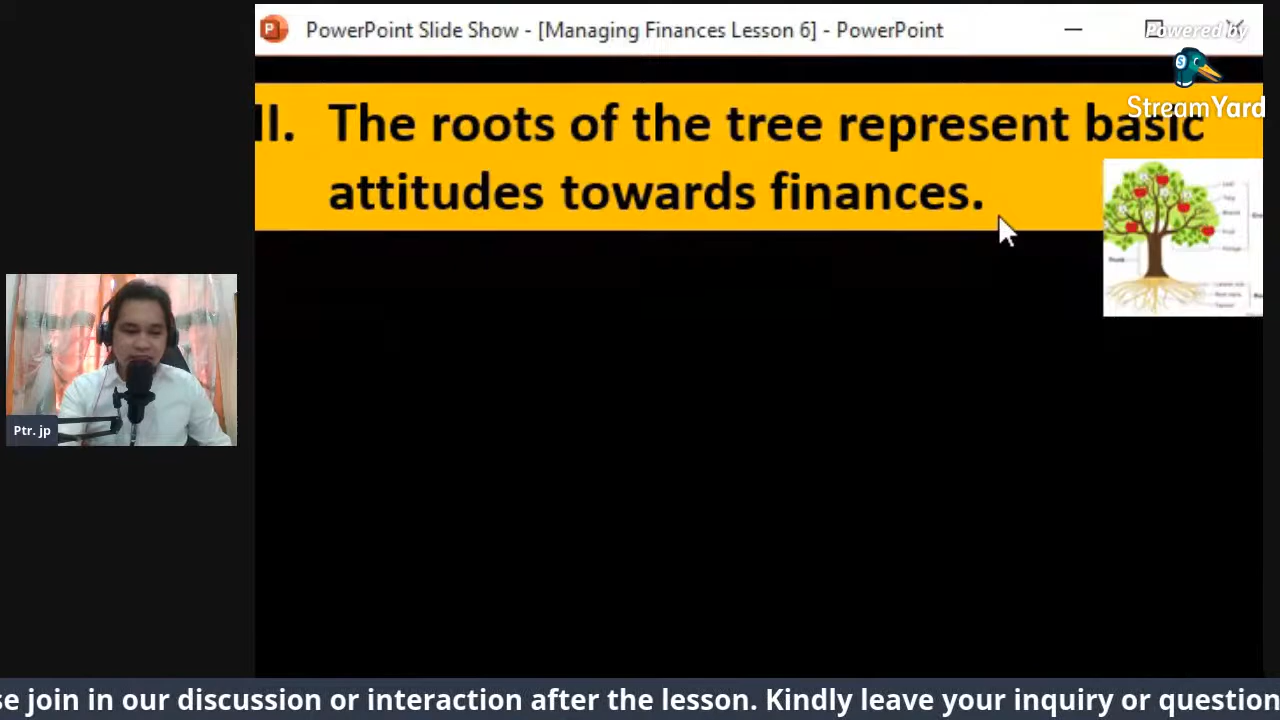 PowerPoint Slide Show - [Managing Finances Lesson 6] - PowerPoint
Powered by
StreamYard
II. The roots of the tree represent basic
attitudes towards finances.
Ptr. jp
se join in our discussion or interaction after the lesson. Kindly leave your inquiry or question